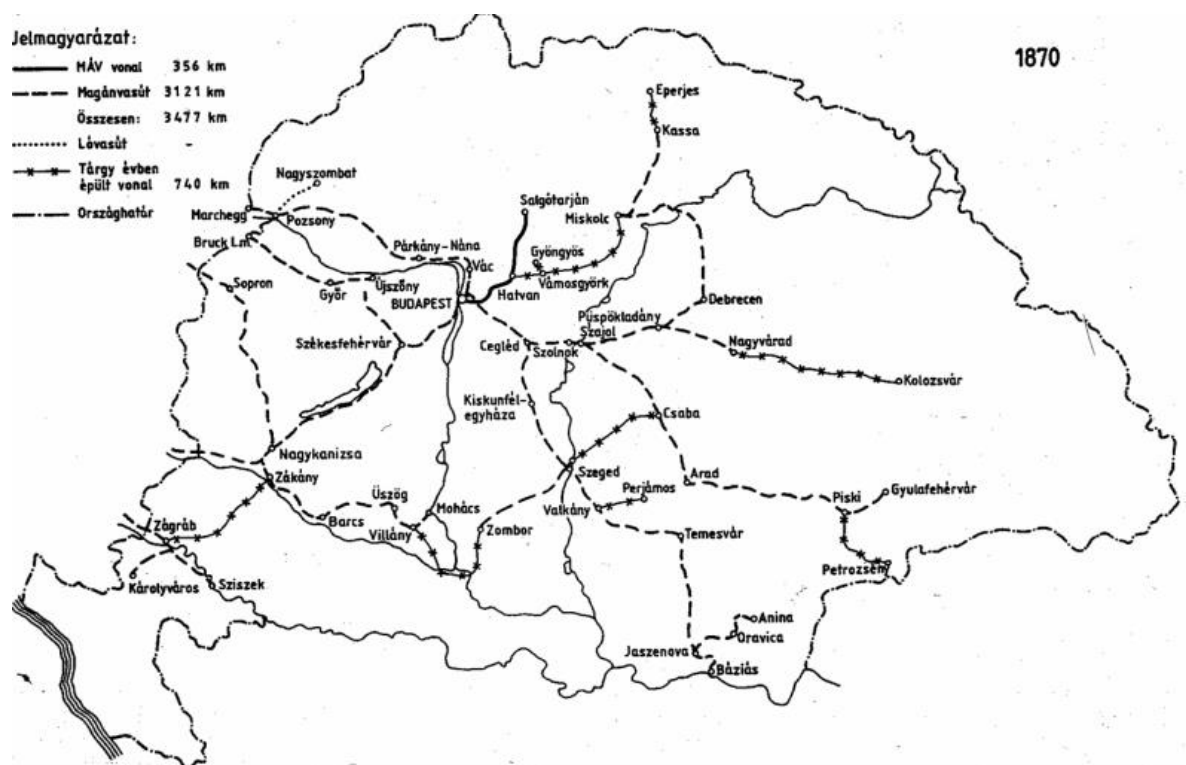 Jelmagyarázat:
MÁV vonal 356 km
Magánvasút 3121 km
Összesen: 3477 km
Lóvasút -
Tárgy évben
épült vonal 740 km
Országhatár
1870
Eperjes
Kassa
Nagyszombat
Salgótarján
Marchegg
Pozsony
Miskolc
Bruck L.m.
Párkány-Nána
Gyöngyös
Vác
Vámosgyörk
Sopron
Győr
Újszőny
Hatvan
BUDAPEST
Debrecen
Püspökladány
Szajol
Székesfehérvár
Cegléd
Szolnok
Nagyvárad
Kolozsvár
Kiskunfél-
egyháza
Csaba
Nagykanizsa
Szeged
Arad
Zákány
Perjámos
Piski
Gyulafehérvár
Üszög
Mohács
Valkány
Barcs
Zombor
Zágráb
Villány
Temesvár
Petrozsény
Károlyváros
Sziszek
Anina
Oravica
Jaszenova
Báziás